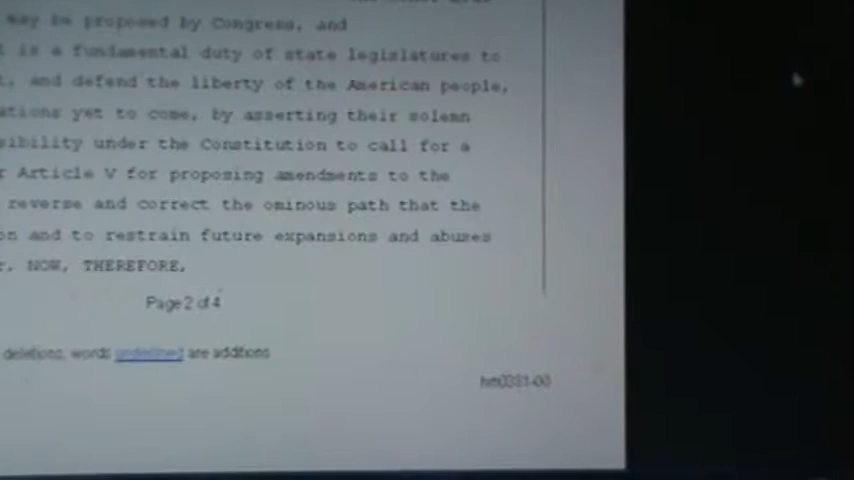 may be proposed by Congress, and
is a fundamental duty of state legislatures to
, and defend the liberty of the American people,
ations yet to come, by asserting their solemn
sibility under the Constitution to call for a
r Article V for proposing amendments to the
reverse and correct the ominous path that the
on and to restrain future expansions and abuses
r, NOW, THEREFORE,
Page 2 of 4
deletions, words underlined are additions
hm0381-00